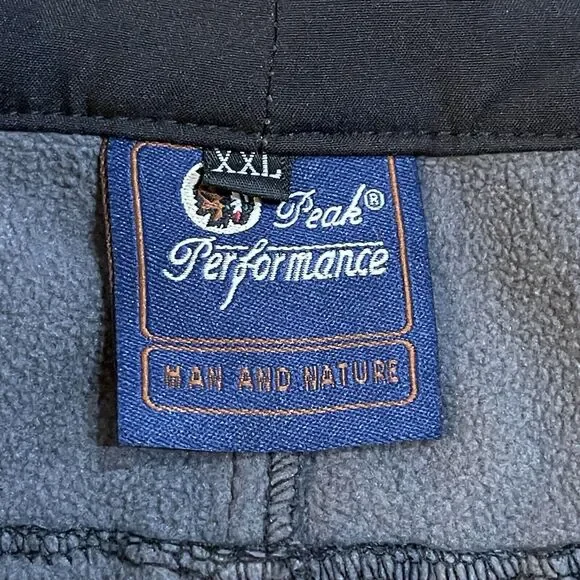 XXL
Peak®
Performance
MAN AND NATURE